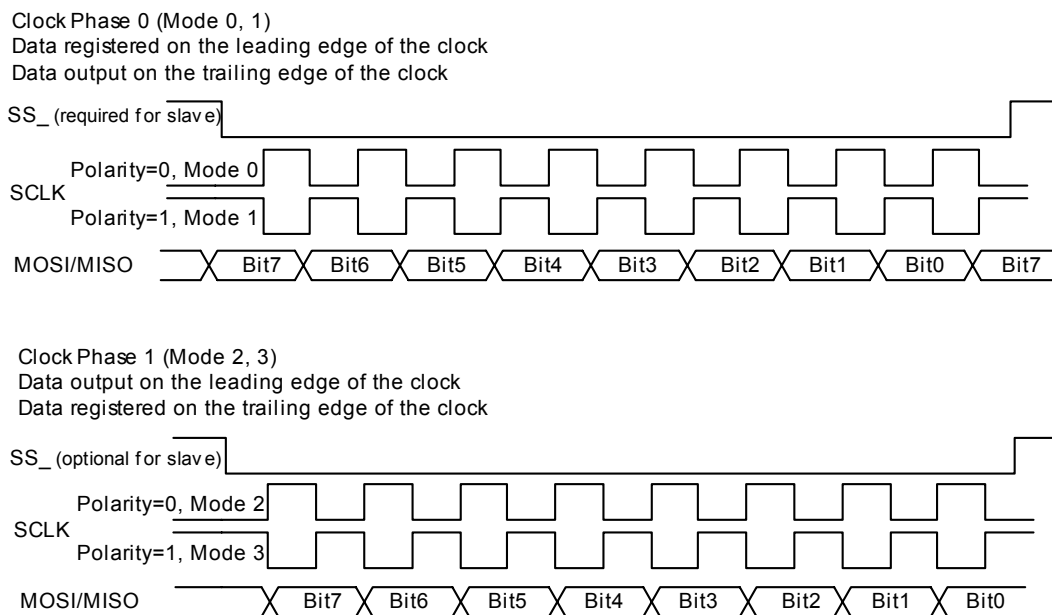 Clock Phase 0 (Mode 0, 1)
Data registered on the leading edge of the clock
Data output on the trailing edge of the clock
SS_ (required for slave)
Polarity=0, Mode 0
SCLK
Polarity=1, Mode 1
MOSI/MISO Bit7 Bit6 Bit5 Bit4 Bit3 Bit2 Bit1 Bit0 Bit7
Clock Phase 1 (Mode 2, 3)
Data output on the leading edge of the clock
Data registered on the trailing edge of the clock
SS_ (optional for slave)
Polarity=0, Mode 2
SCLK
Polarity=1, Mode 3
MOSI/MISO Bit7 Bit6 Bit5 Bit4 Bit3 Bit2 Bit1 Bit0